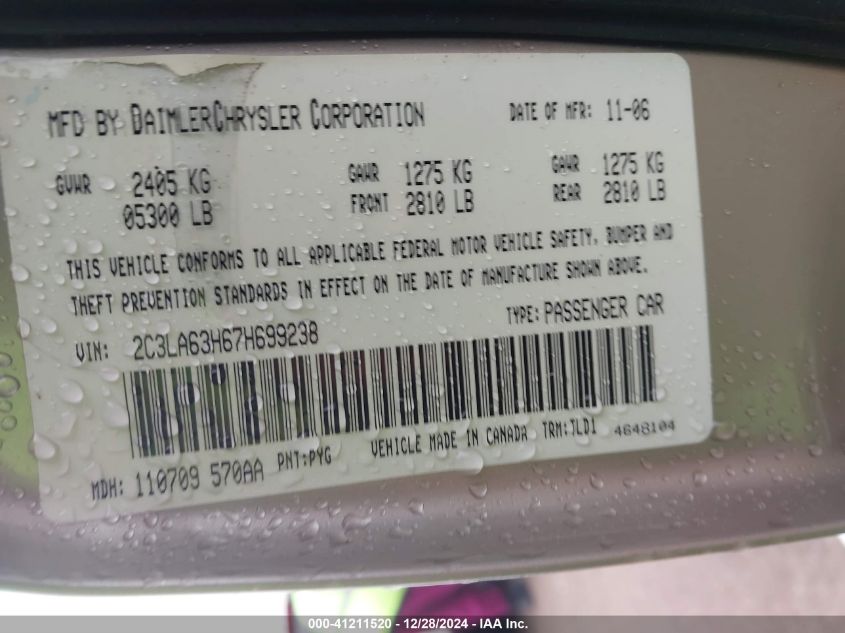 MFD BY DAIMLERCHRYSLER CORPORATION DATE OF MFR: 11-06
GVWR 2405 KG GAWR 1275 KG GAWR 1275 KG
05300 LB FRONT 2810 LB REAR 2810 LB
THIS VEHICLE CONFORMS TO ALL APPLICABLE FEDERAL MOTOR VEHICLE SAFETY, BUMPER AND
THEFT PREVENTION STANDARDS IN EFFECT ON THE DATE OF MANUFACTURE SHOWN ABOVE.
VIN: 2C3LA63H67H699238 TYPE: PASSENGER CAR
MDH: 110709 570AA PNT:PYG VEHICLE MADE IN CANADA TRM:JLD1 4648104
000-41211520 - 12/28/2024 - IAA Inc.